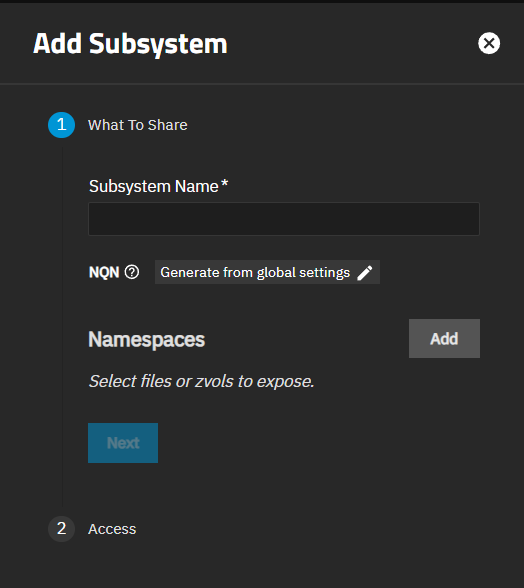 Add Subsystem
1 What To Share
Subsystem Name*
NQN ? Generate from global settings
Namespaces Add
Select files or zvols to expose.
Next
2 Access